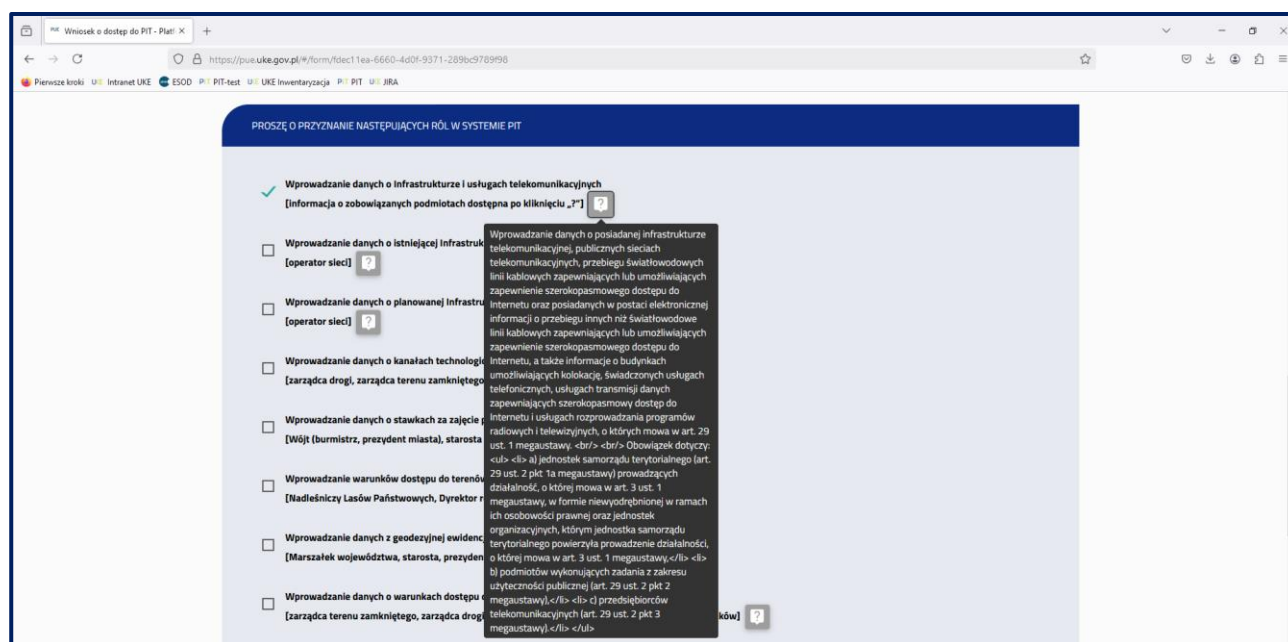 PUE Wniosek o dostęp do PIT - Platf
https://pue.uke.gov.pl/#/form/fdec11ea-6660-4d0f-9371-289bc9789f98
Pierwsze kroki Intranet UKE ESOD PIT-test UKE Inwentaryzacja PIT JIRA
PROSZĘ O PRZYZNANIE NASTĘPUJĄCYCH RÓL W SYSTEMIE PIT
Wprowadzanie danych o Infrastrukturze i usługach telekomunikacyjnych
[informacja o zobowiązanych podmiotach dostępna po kliknięciu „?”] ?
Wprowadzanie danych o istniejącej Infrastruk
[operator sieci] ?
Wprowadzanie danych o planowanej Infrastru
[operator sieci] ?
Wprowadzanie danych o kanałach technologic
[zarządca drogi, zarządca terenu zamkniętego
Wprowadzanie danych o stawkach za zajęcie p
[Wójt (burmistrz, prezydent miasta), starosta
Wprowadzanie warunków dostępu do terenów
[Nadleśniczy Lasów Państwowych, Dyrektor r
Wprowadzanie danych z geodezyjnej ewidenc
[Marszałek województwa, starosta, prezyden
Wprowadzanie danych o warunkach dostępu d
[zarządca terenu zamkniętego, zarządca drogi
ków] ?
Wprowadzanie danych o posiadanej infrastrukturze
telekomunikacyjnej, publicznych sieciach
telekomunikacyjnych, przebiegu światłowodowych
linii kablowych zapewniających lub umożliwiających
zapewnienie szerokopasmowego dostępu do
Internetu oraz posiadanych w postaci elektronicznej
informacji o przebiegu innych niż światłowodowe
linii kablowych zapewniających lub umożliwiających
zapewnienie szerokopasmowego dostępu do
Internetu, a także informacje o budynkach
umożliwiających kolokację, świadczonych usługach
telefonicznych, usługach transmisji danych
zapewniających szerokopasmowy dostęp do
Internetu i usługach rozprowadzania programów
radiowych i telewizyjnych, o których mowa w art. 29
ust. 1 megaustawy. <br/> <br/> Obowiązek dotyczy:
<ul> <li> a) jednostek samorządu terytorialnego (art.
29 ust. 2 pkt 1a megaustawy) prowadzących
działalność, o której mowa w art. 3 ust. 1
megaustawy, w formie niewyodrębnionej w ramach
ich osobowości prawnej oraz jednostek
organizacyjnych, którym jednostka samorządu
terytorialnego powierzyła prowadzenie działalności,
o której mowa w art. 3 ust. 1 megaustawy,</li> <li>
b) podmiotów wykonujących zadania z zakresu
użyteczności publicznej (art. 29 ust. 2 pkt 2
megaustawy),</li> <li> c) przedsiębiorców
telekomunikacyjnych (art. 29 ust. 2 pkt 3
megaustawy).</li> </ul>